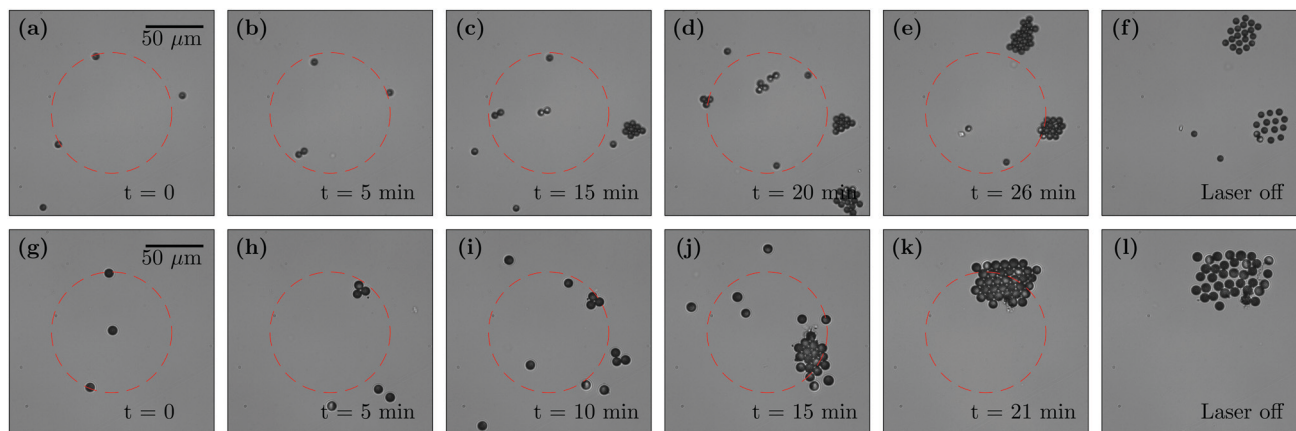 (a)
50 μm
t = 0
(b)
t = 5 min
(c)
t = 15 min
(d)
t = 20 min
(e)
t = 26 min
(f)
Laser off
(g)
50 μm
t = 0
(h)
t = 5 min
(i)
t = 10 min
(j)
t = 15 min
(k)
t = 21 min
(l)
Laser off